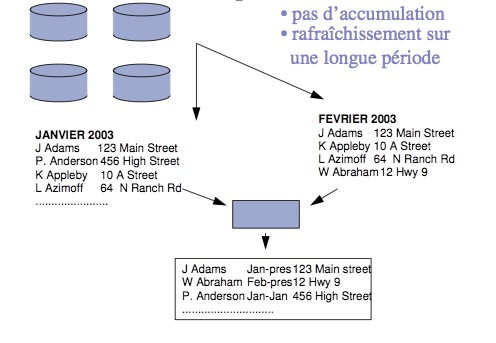 • pas d'accumulation
• rafraîchissement sur
une longue période
JANVIER 2003
J Adams 123 Main Street
P. Anderson 456 High Street
K Appleby 10 A Street
L Azimoff 64 N Ranch Rd
........................
FEVRIER 2003
J Adams 123 Main Street
K Appleby 10 A Street
L Azimoff 64 N Ranch Rd
W Abraham 12 Hwy 9
J Adams Jan-pres 123 Main street
W Abraham Feb-pres 12 Hwy 9
P. Anderson Jan-Jan 456 High Street
..............................